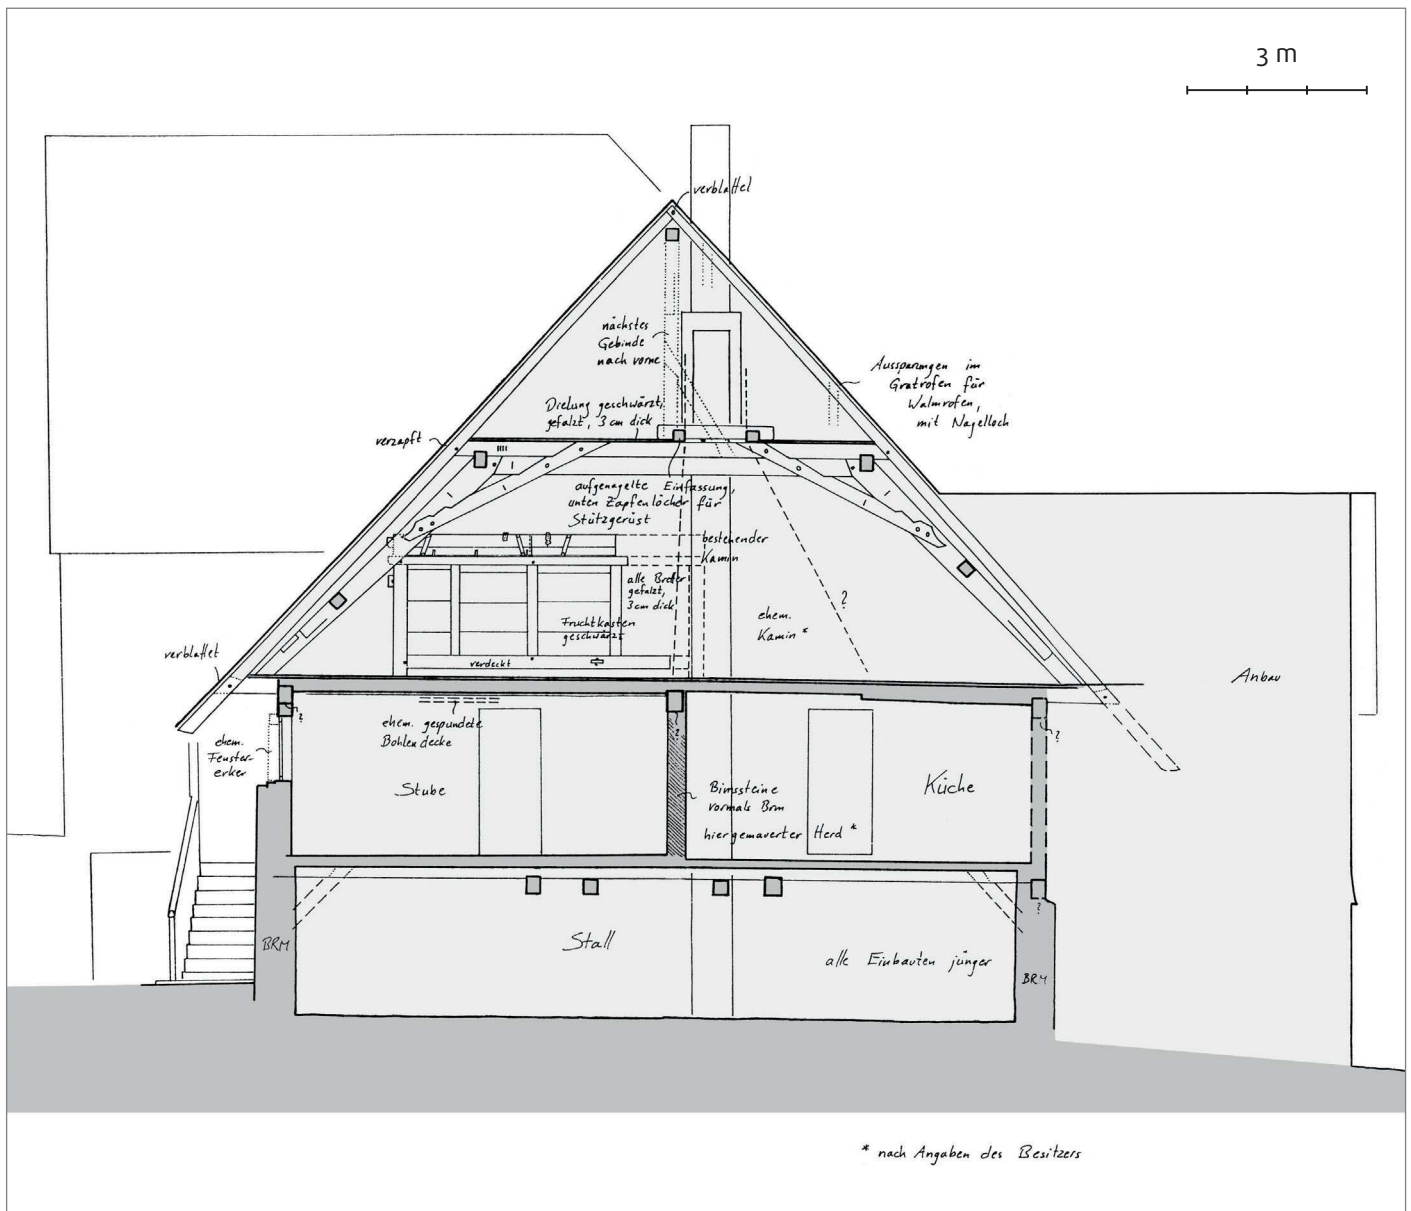 3 m
verblattet
nächstes
Gebinde
nach vorne
Aussparungen im
Gratrofen für
Walmrofen,
mit Nagelloch
Dielung geschwärzt,
gefalzt, 3 cm dick
verzapft
aufgenagelte Einfassung,
unten Zapfenlöcher für
Stützgerüst
bestehender
Kamin
alle Bretter
gefalzt,
3 cm dick
?
ehem.
Kamin *
Fruchtkasten
geschwärzt
verdeckt
verblattet
Anbau
?
ehem. gespundete
Bohlendecke
?
?
ehem.
Fenster-
erker
Stube
Bimssteine
vormals Brm
Küche
hier gemauerter Herd *
?
BRM
Stall
alle Einbauten jünger
BRM
* nach Angaben des Besitzers